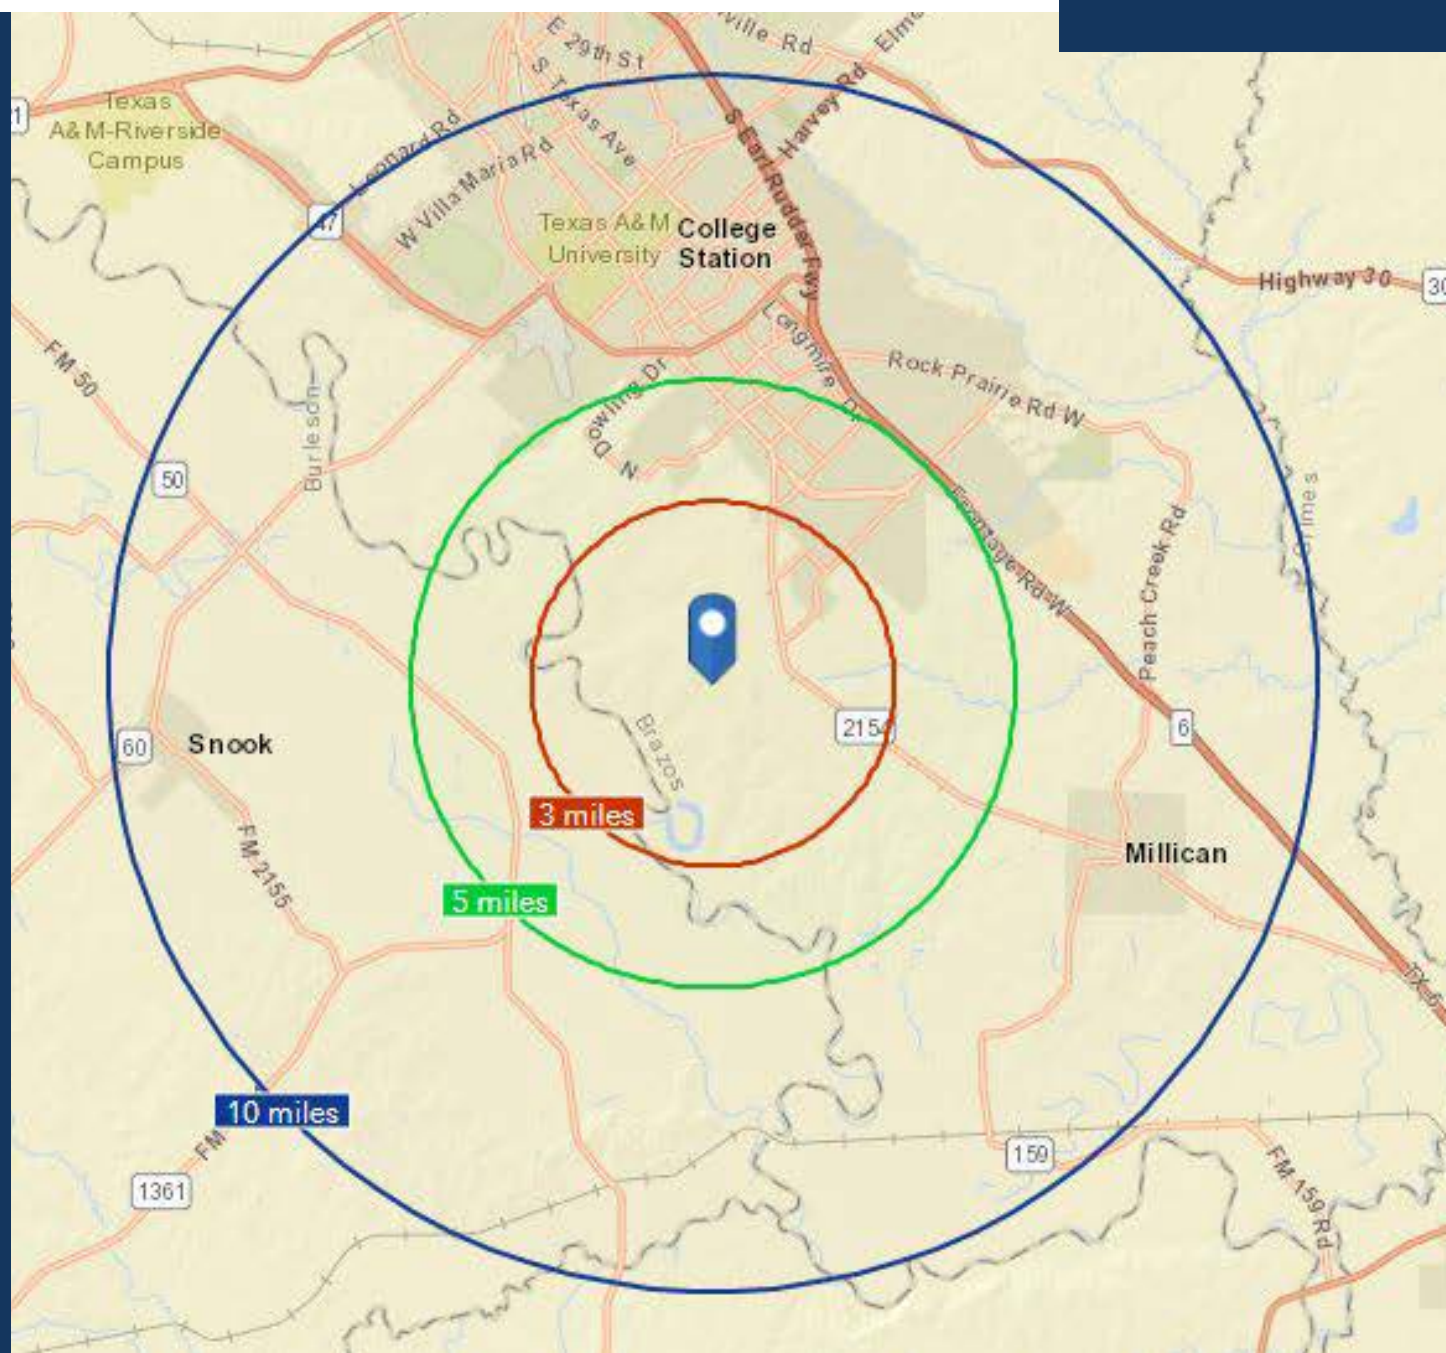 E 29th St
ville Rd
Elmo
S Texas Ave
Harvey Rd
S Earl Rudder Fwy
Texas
A&M-Riverside
Campus
Leonard Rd
W Villa Maria Rd
47
Texas A&M
University
College
Station
Highway 30
30
Longmire Dr
Rock Prairie Rd W
FM 50
N Dowling Dr
Burleson
50
Frontage Rd W
Grimes
Peach Creek Rd
2154
6
Brazos
60
Snook
3 miles
Millican
FM 2155
5 miles
TX-6
10 miles
FM
1361
159
FM 159 Rd